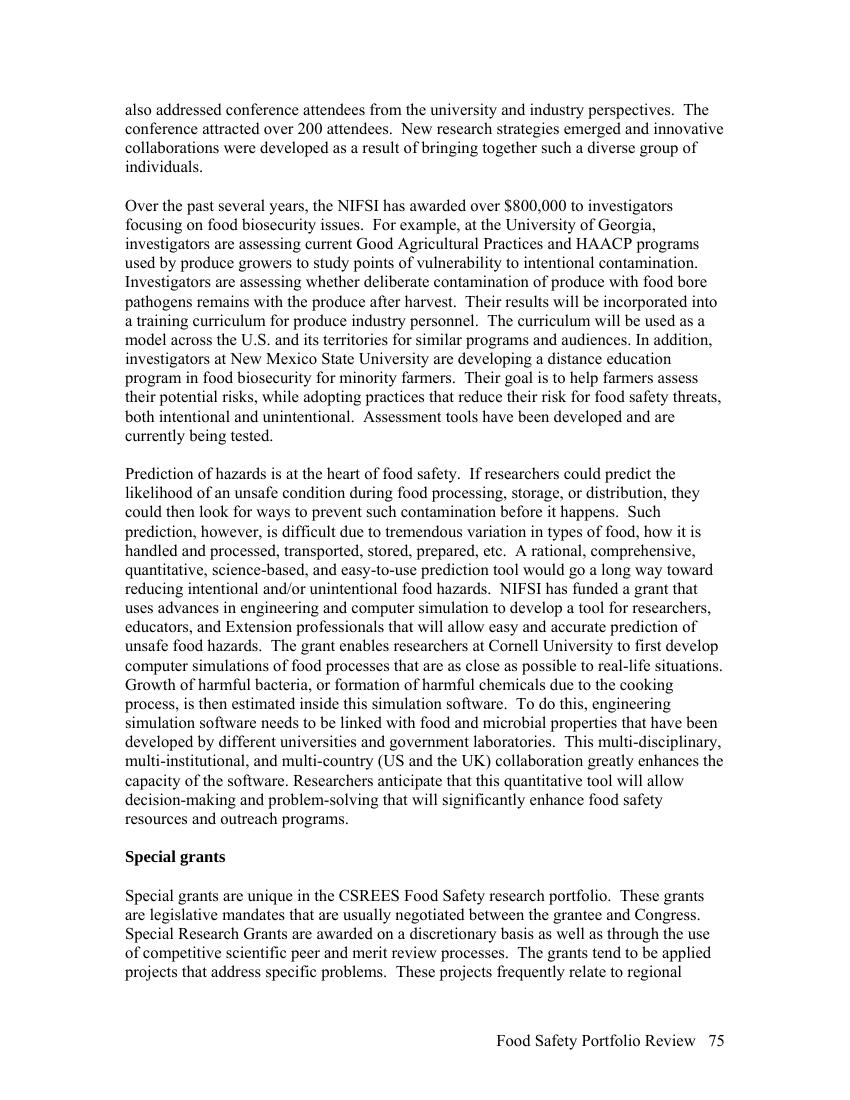 also addressed conference attendees from the university and industry perspectives.  The
conference attracted over 200 attendees.  New research strategies emerged and innovative
collaborations were developed as a result of bringing together such a diverse group of
individuals.
Over the past several years, the NIFSI has awarded over $800,000 to investigators
focusing on food biosecurity issues.  For example, at the University of Georgia,
investigators are assessing current Good Agricultural Practices and HAACP programs
used by produce growers to study points of vulnerability to intentional contamination.
Investigators are assessing whether deliberate contamination of produce with food bore
pathogens remains with the produce after harvest.  Their results will be incorporated into
a training curriculum for produce industry personnel.  The curriculum will be used as a
model across the U.S. and its territories for similar programs and audiences. In addition,
investigators at New Mexico State University are developing a distance education
program in food biosecurity for minority farmers.  Their goal is to help farmers assess
their potential risks, while adopting practices that reduce their risk for food safety threats,
both intentional and unintentional.  Assessment tools have been developed and are
currently being tested.
Prediction of hazards is at the heart of food safety.  If researchers could predict the
likelihood of an unsafe condition during food processing, storage, or distribution, they
could then look for ways to prevent such contamination before it happens.  Such
prediction, however, is difficult due to tremendous variation in types of food, how it is
handled and processed, transported, stored, prepared, etc.  A rational, comprehensive,
quantitative, science-based, and easy-to-use prediction tool would go a long way toward
reducing intentional and/or unintentional food hazards.  NIFSI has funded a grant that
uses advances in engineering and computer simulation to develop a tool for researchers,
educators, and Extension professionals that will allow easy and accurate prediction of
unsafe food hazards.  The grant enables researchers at Cornell University to first develop
computer simulations of food processes that are as close as possible to real-life situations.
Growth of harmful bacteria, or formation of harmful chemicals due to the cooking
process, is then estimated inside this simulation software.  To do this, engineering
simulation software needs to be linked with food and microbial properties that have been
developed by different universities and government laboratories.  This multi-disciplinary,
multi-institutional, and multi-country (US and the UK) collaboration greatly enhances the
capacity of the software. Researchers anticipate that this quantitative tool will allow
decision-making and problem-solving that will significantly enhance food safety
resources and outreach programs.
Special grants
Special grants are unique in the CSREES Food Safety research portfolio.  These grants
are legislative mandates that are usually negotiated between the grantee and Congress.
Special Research Grants are awarded on a discretionary basis as well as through the use
of competitive scientific peer and merit review processes.  The grants tend to be applied
projects that address specific problems.  These projects frequently relate to regional
Food Safety Portfolio Review   75